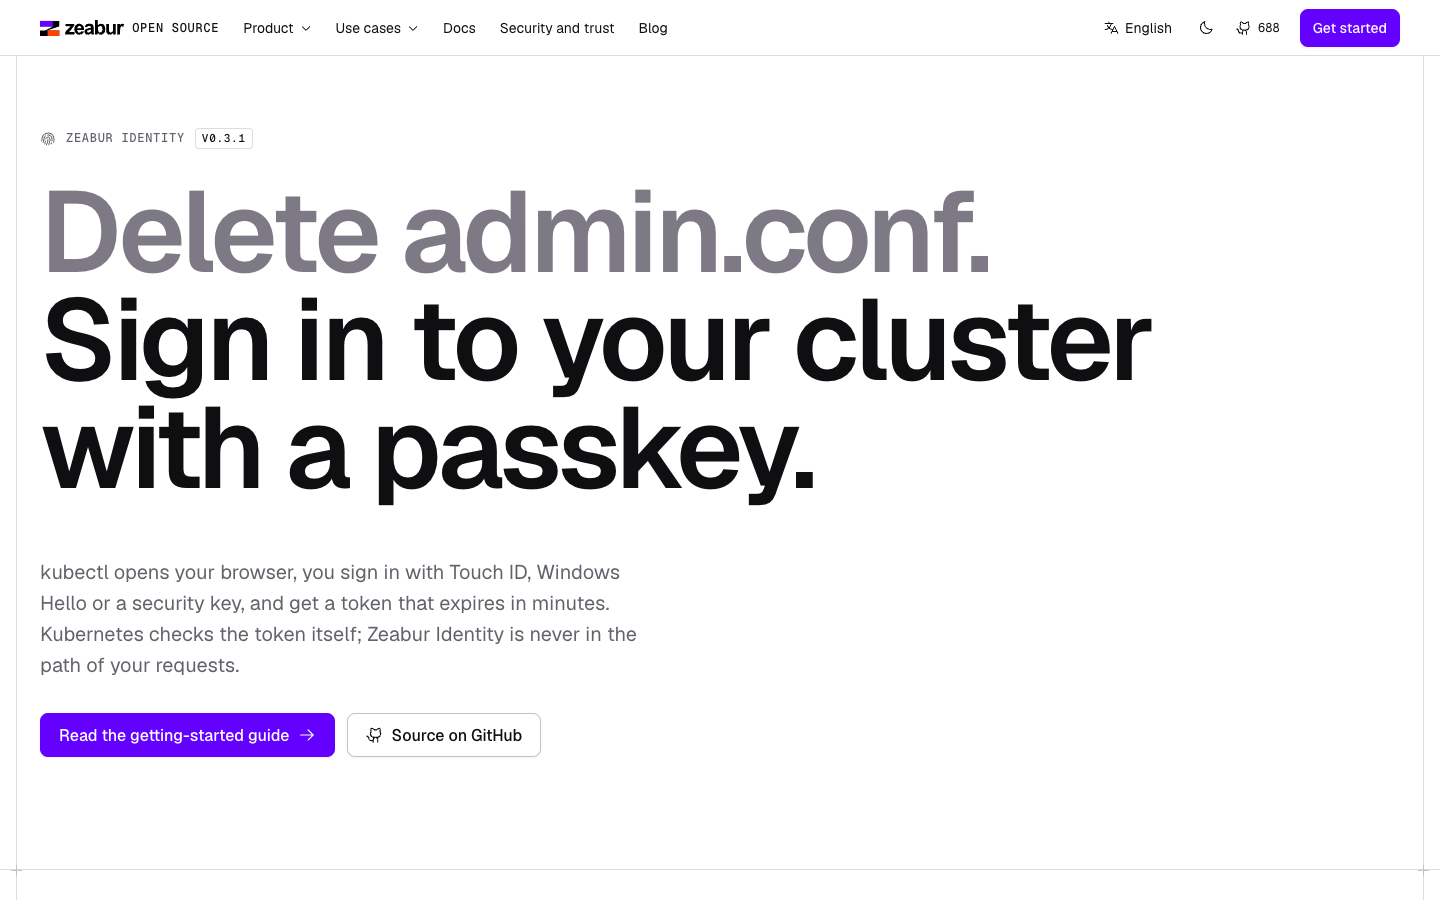 zeabur OPEN SOURCE Product Use cases Docs Security and trust Blog English 688 Get started
ZEABUR IDENTITY V0.3.1
Delete admin.conf.
Sign in to your cluster
with a passkey.
kubectl opens your browser, you sign in with Touch ID, Windows
Hello or a security key, and get a token that expires in minutes.
Kubernetes checks the token itself; Zeabur Identity is never in the
path of your requests.
Read the getting-started guide Source on GitHub